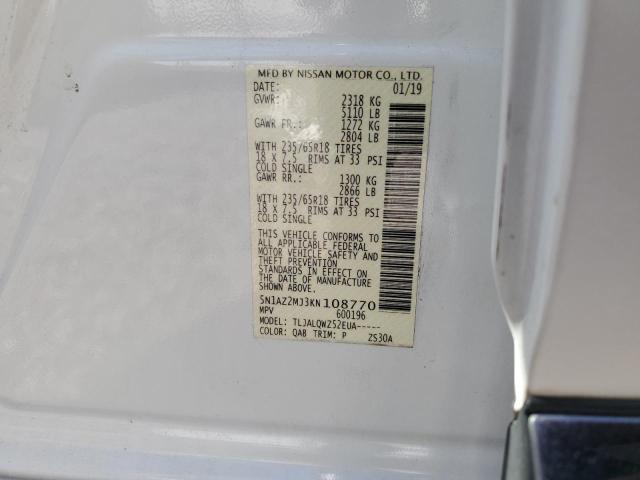 MFD BY NISSAN MOTOR CO., LTD.
DATE: 01/19
GVWR: 2318 KG
5110 LB
GAWR FR.: 1272 KG
2804 LB
WITH 235/65R18 TIRES
18 X 7.5 RIMS AT 33 PSI
COLD SINGLE
GAWR RR.: 1300 KG
2866 LB
WITH 235/65R18 TIRES
18 X 7.5 RIMS AT 33 PSI
COLD SINGLE
THIS VEHICLE CONFORMS TO
ALL APPLICABLE FEDERAL
MOTOR VEHICLE SAFETY AND
THEFT PREVENTION
STANDARDS IN EFFECT ON
THE DATE OF MANUFACTURE
SHOWN ABOVE.
5N1AZ2MJ3KN108770
MPV 600196
MODEL: TLJALQWZ52EUA-----
COLOR: QAB TRIM: P ZS30A